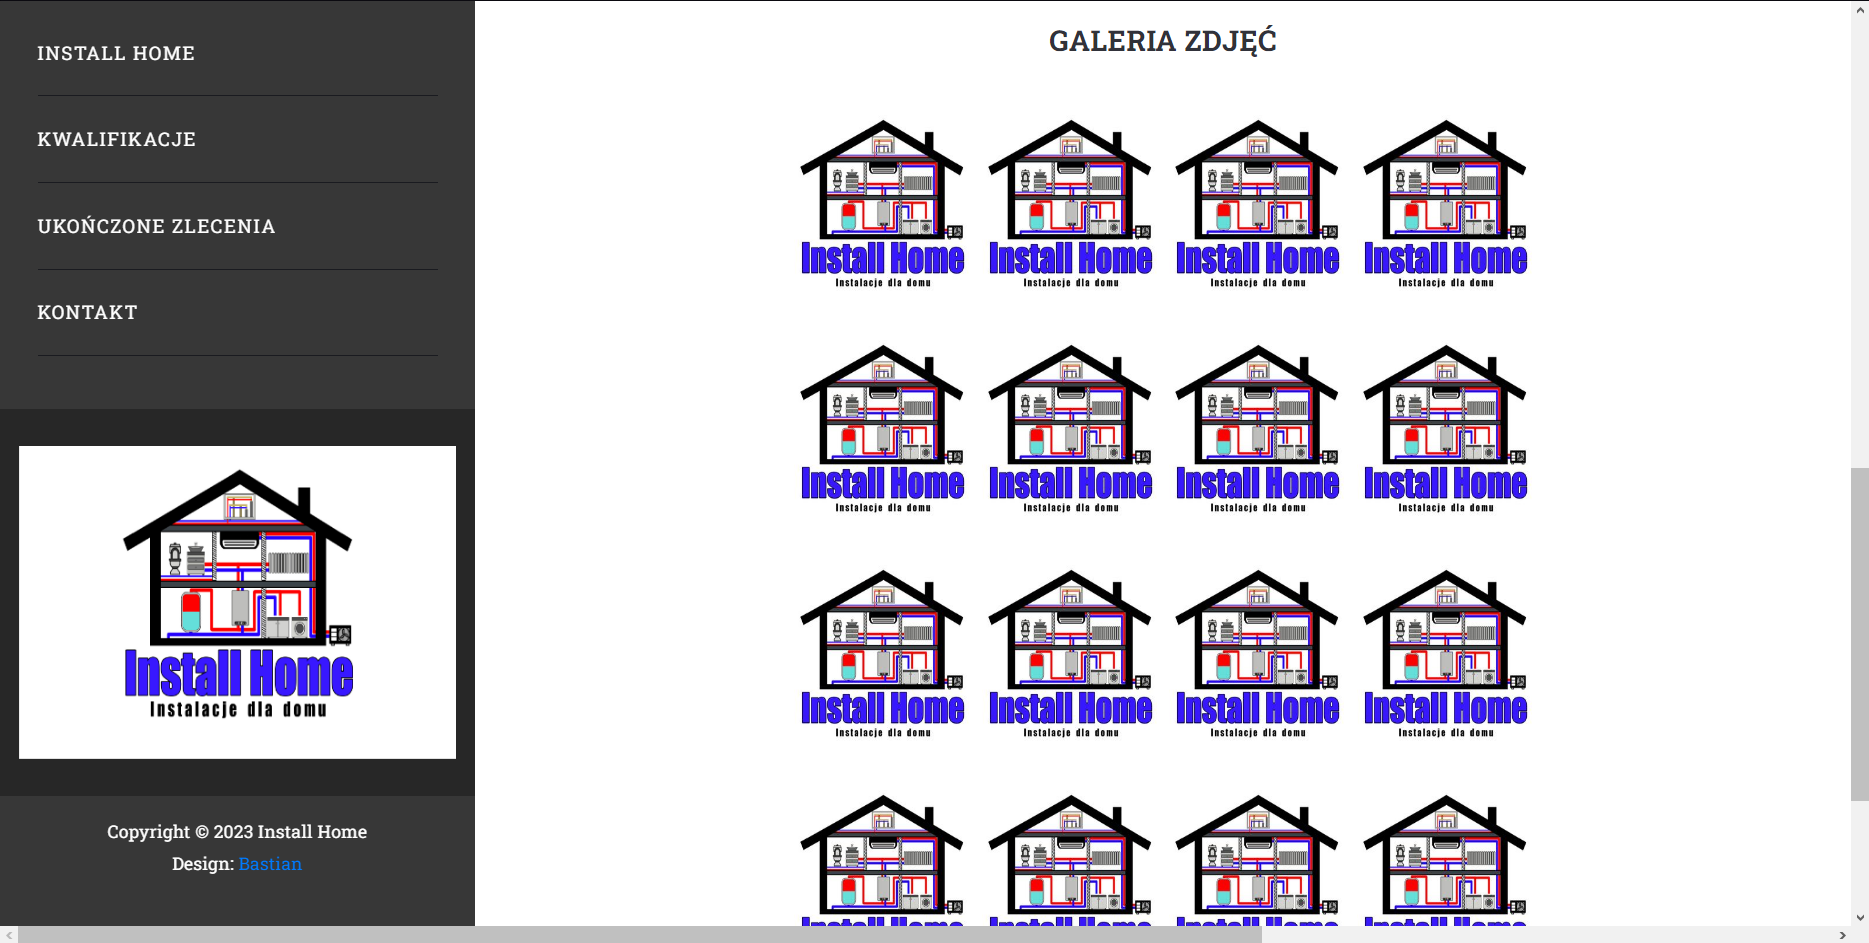 INSTALL HOME
KWALIFIKACJE
UKOŃCZONE ZLECENIA
KONTAKT
Install Home
Instalacje dla domu
Copyright © 2023 Install Home
Design: Bastian
GALERIA ZDJĘĆ
Install Home Install Home Install Home Install Home
Instalacje dla domu Instalacje dla domu Instalacje dla domu Instalacje dla domu
Install Home Install Home Install Home Install Home
Instalacje dla domu Instalacje dla domu Instalacje dla domu Instalacje dla domu
Install Home Install Home Install Home Install Home
Instalacje dla domu Instalacje dla domu Instalacje dla domu Instalacje dla domu